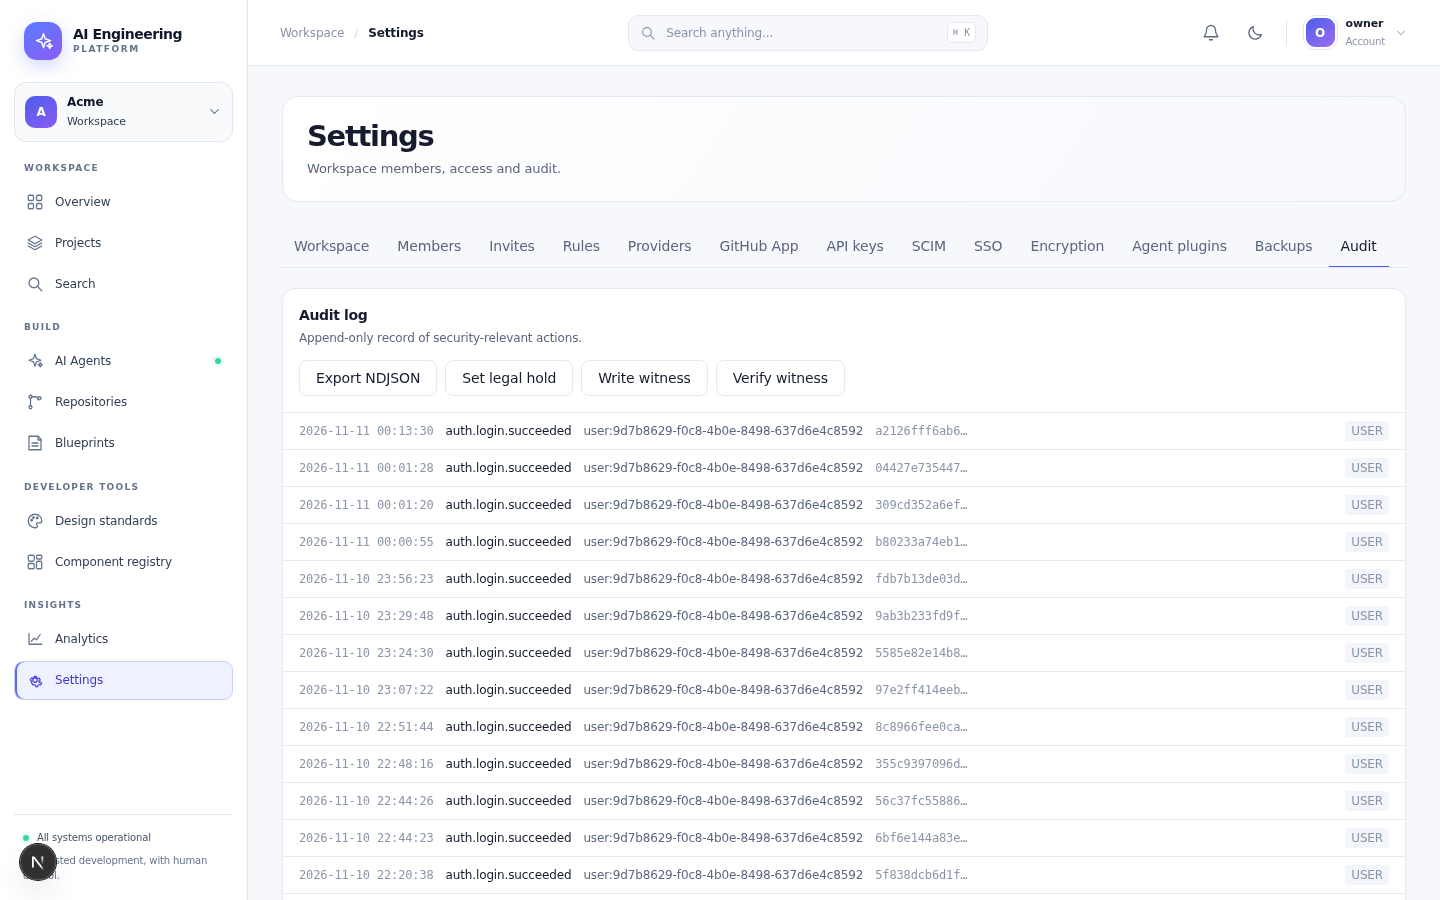 AI Engineering
PLATFORM
A
Acme
Workspace
WORKSPACE
Overview
Projects
Search
BUILD
AI Agents
Repositories
Blueprints
DEVELOPER TOOLS
Design standards
Component registry
INSIGHTS
Analytics
Settings
All systems operational
sted development, with human
N
Workspace / Settings
Search anything...
⌘ K
O
owner
Account
Settings
Workspace members, access and audit.
Workspace Members Invites Rules Providers GitHub App API keys SCIM SSO Encryption Agent plugins Backups Audit
Audit log
Append-only record of security-relevant actions.
Export NDJSON Set legal hold Write witness Verify witness
2026-11-11 00:13:30 auth.login.succeeded user:9d7b8629-f0c8-4b0e-8498-637d6e4c8592 a2126fff6ab6… USER
2026-11-11 00:01:28 auth.login.succeeded user:9d7b8629-f0c8-4b0e-8498-637d6e4c8592 04427e735447… USER
2026-11-11 00:01:20 auth.login.succeeded user:9d7b8629-f0c8-4b0e-8498-637d6e4c8592 309cd352a6ef… USER
2026-11-11 00:00:55 auth.login.succeeded user:9d7b8629-f0c8-4b0e-8498-637d6e4c8592 b80233a74eb1… USER
2026-11-10 23:56:23 auth.login.succeeded user:9d7b8629-f0c8-4b0e-8498-637d6e4c8592 fdb7b13de03d… USER
2026-11-10 23:29:48 auth.login.succeeded user:9d7b8629-f0c8-4b0e-8498-637d6e4c8592 9ab3b233fd9f… USER
2026-11-10 23:24:30 auth.login.succeeded user:9d7b8629-f0c8-4b0e-8498-637d6e4c8592 5585e82e14b8… USER
2026-11-10 23:07:22 auth.login.succeeded user:9d7b8629-f0c8-4b0e-8498-637d6e4c8592 97e2ff414eeb… USER
2026-11-10 22:51:44 auth.login.succeeded user:9d7b8629-f0c8-4b0e-8498-637d6e4c8592 8c8966fee0ca… USER
2026-11-10 22:48:16 auth.login.succeeded user:9d7b8629-f0c8-4b0e-8498-637d6e4c8592 355c9397096d… USER
2026-11-10 22:44:26 auth.login.succeeded user:9d7b8629-f0c8-4b0e-8498-637d6e4c8592 56c37fc55886… USER
2026-11-10 22:44:23 auth.login.succeeded user:9d7b8629-f0c8-4b0e-8498-637d6e4c8592 6bf6e144a83e… USER
2026-11-10 22:20:38 auth.login.succeeded user:9d7b8629-f0c8-4b0e-8498-637d6e4c8592 5f838dcb6d1f… USER